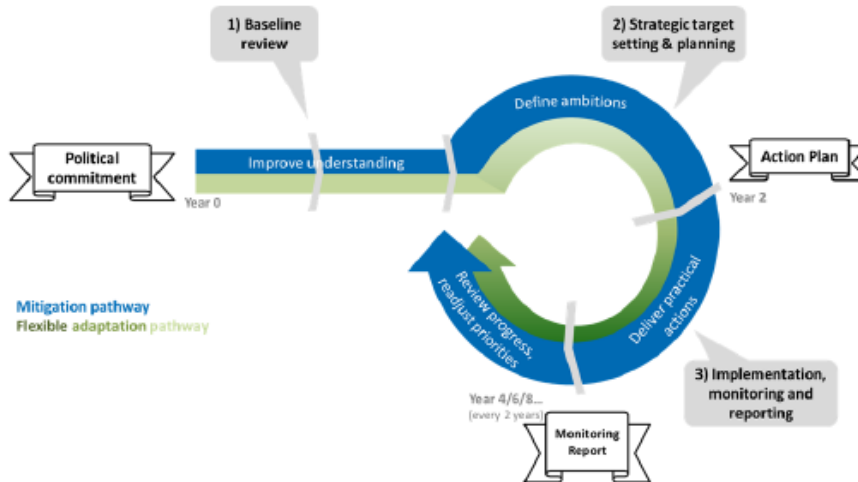 1) Baseline
review
2) Strategic target
setting & planning
Define ambitions
Political
commitment
Improve understanding
Action Plan
Year 0
Year 2
Mitigation pathway
Flexible adaptation pathway
Review progress,
readjust priorities
Deliver practical
actions
3) Implementation,
monitoring and
reporting
Year 4/6/8...
(every 2 years)
Monitoring
Report